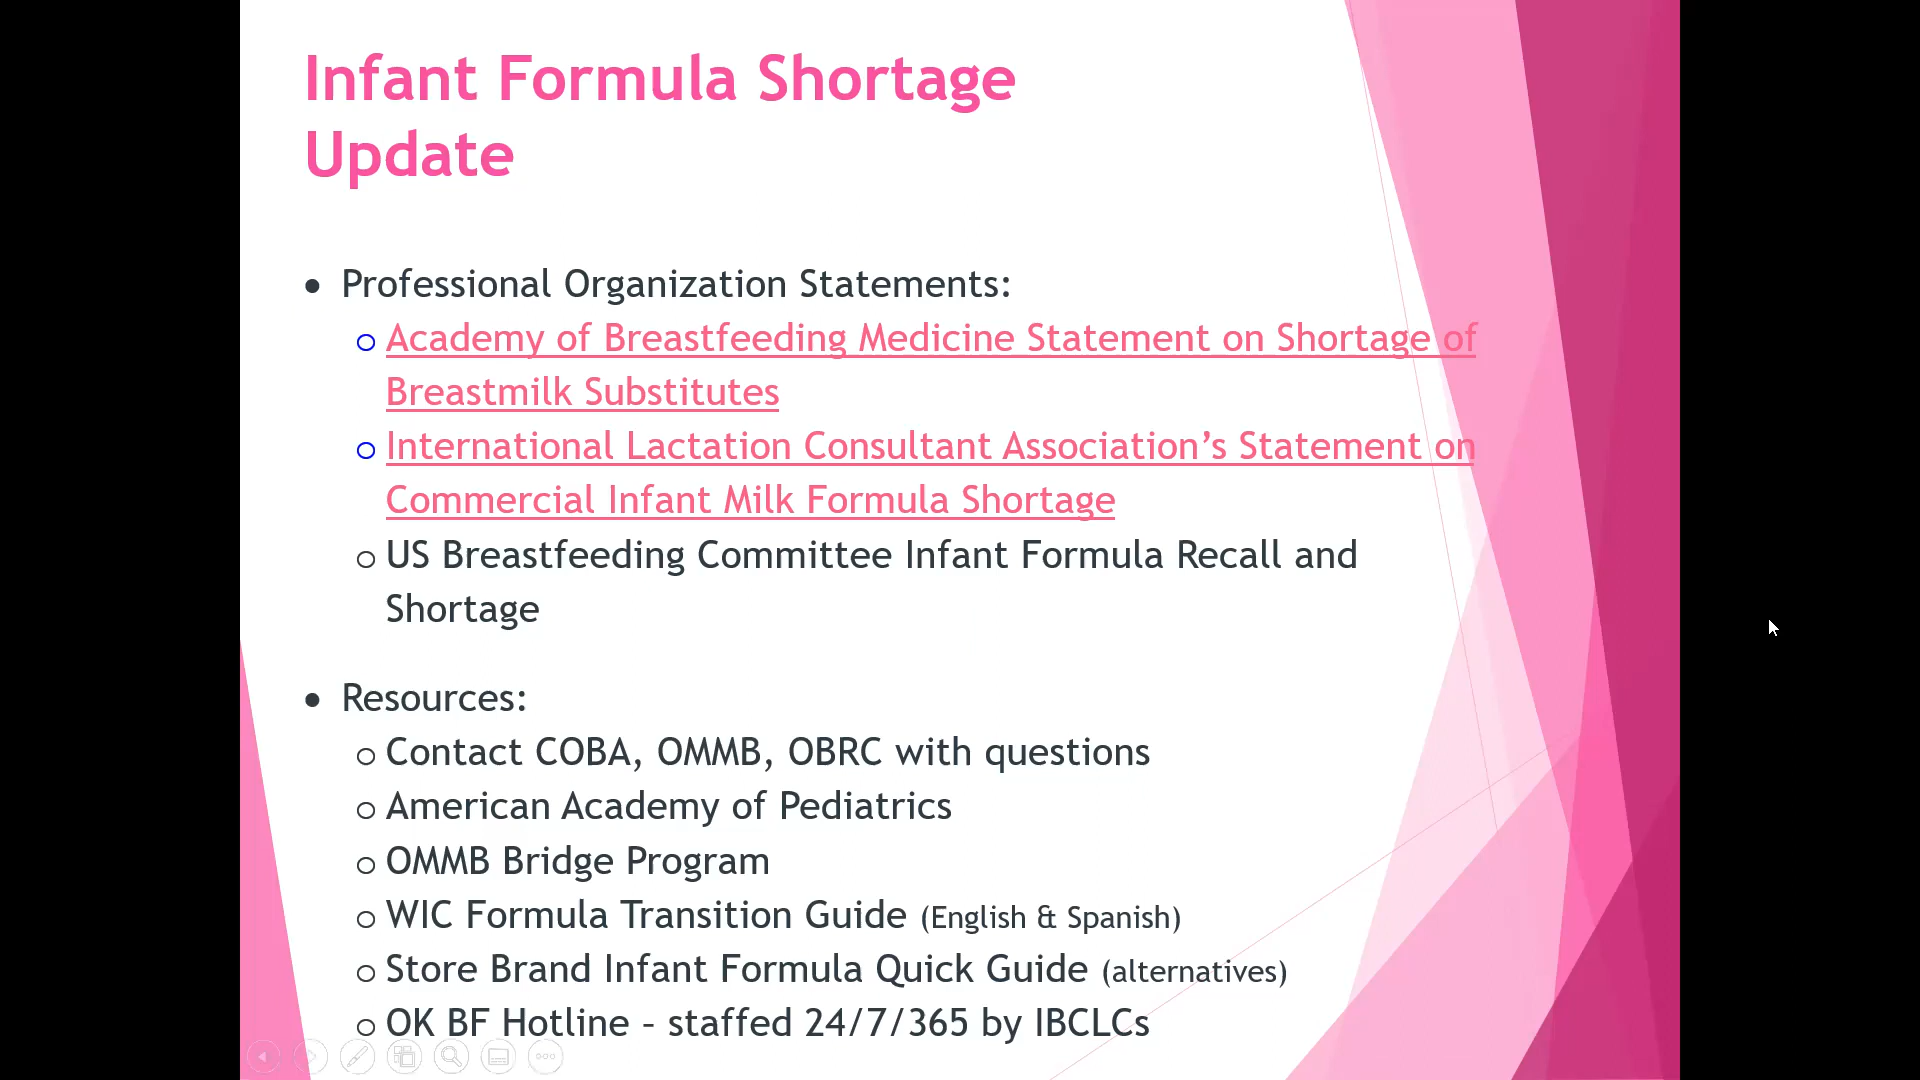 Infant Formula Shortage
Update
• Professional Organization Statements:
o Academy of Breastfeeding Medicine Statement on Shortage of
Breastmilk Substitutes
o International Lactation Consultant Association’s Statement on
Commercial Infant Milk Formula Shortage
o US Breastfeeding Committee Infant Formula Recall and
Shortage
• Resources:
o Contact COBA, OMMB, OBRC with questions
o American Academy of Pediatrics
o OMMB Bridge Program
o WIC Formula Transition Guide (English & Spanish)
o Store Brand Infant Formula Quick Guide (alternatives)
o OK BF Hotline – staffed 24/7/365 by IBCLCs